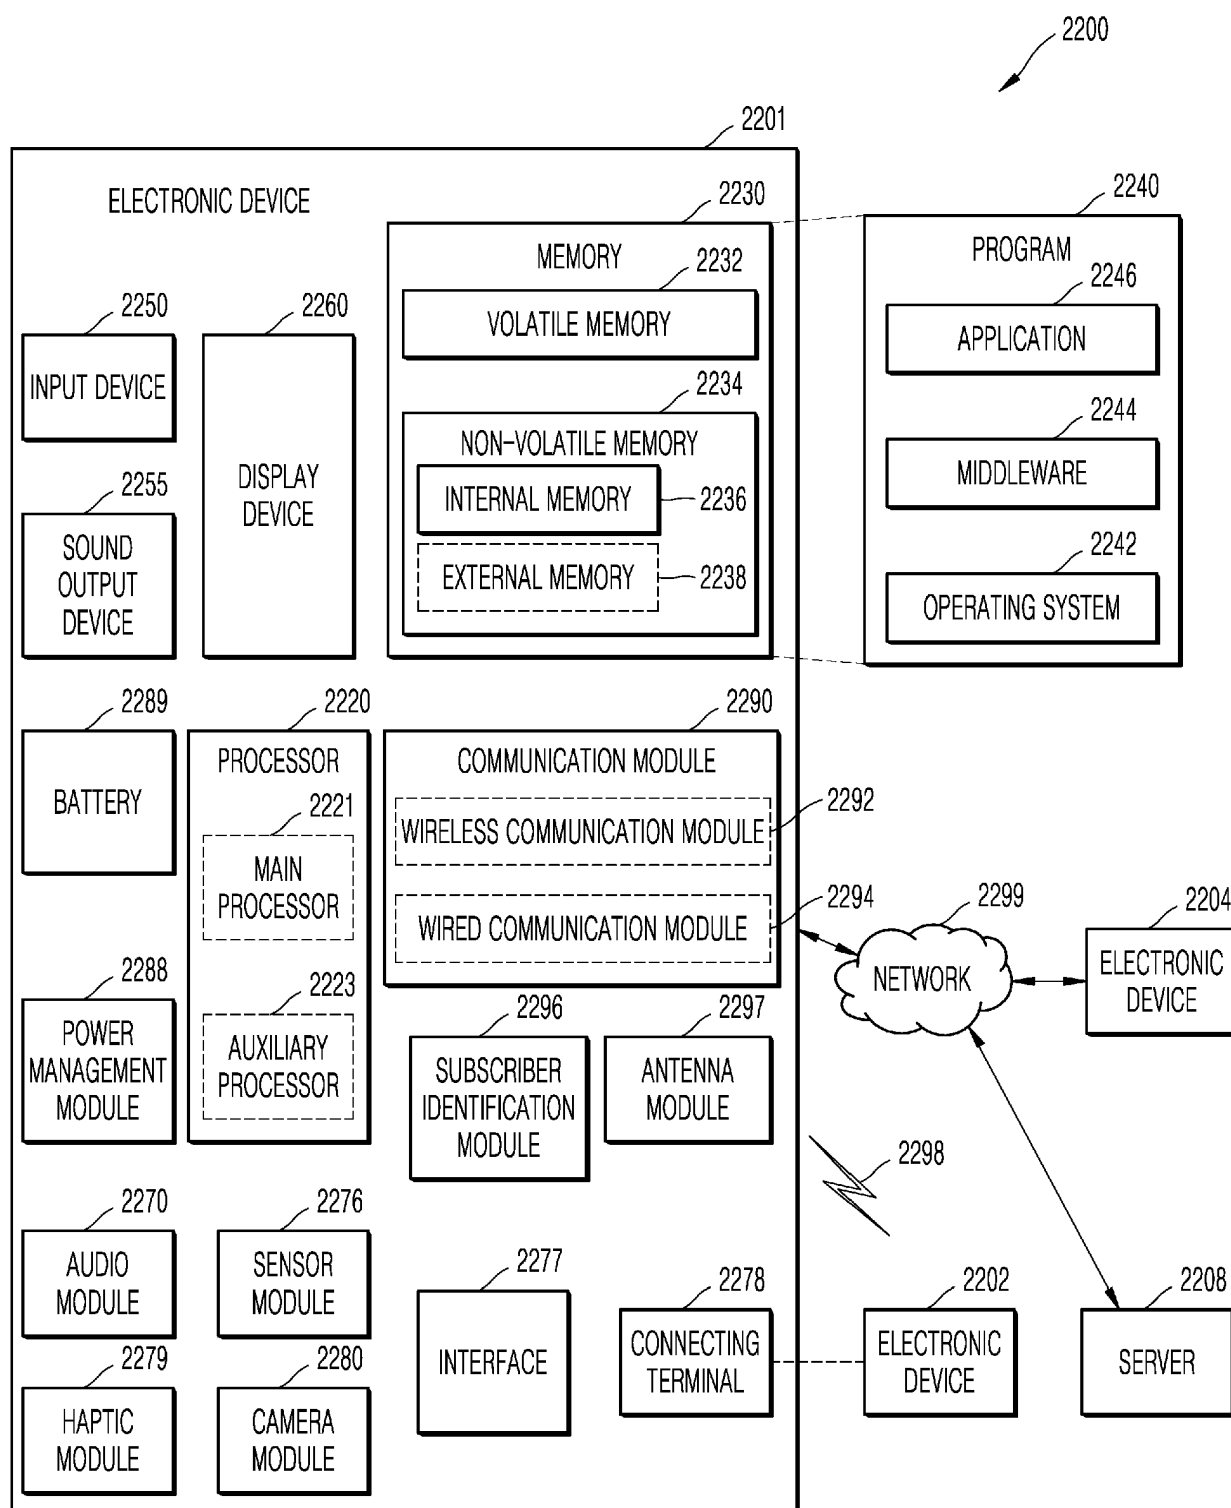 2200
2201
ELECTRONIC DEVICE
2230
MEMORY
2232
VOLATILE MEMORY
2234
NON-VOLATILE MEMORY
INTERNAL MEMORY
2236
EXTERNAL MEMORY
2238
2240
PROGRAM
2246
APPLICATION
2244
MIDDLEWARE
2242
OPERATING SYSTEM
2250
INPUT DEVICE
2260
DISPLAY
DEVICE
2255
SOUND
OUTPUT
DEVICE
2289
BATTERY
2220
PROCESSOR
2221
MAIN
PROCESSOR
2223
AUXILIARY
PROCESSOR
2290
COMMUNICATION MODULE
2292
WIRELESS COMMUNICATION MODULE
2294
WIRED COMMUNICATION MODULE
2299
NETWORK
2204
ELECTRONIC
DEVICE
2288
POWER
MANAGEMENT
MODULE
2296
SUBSCRIBER
IDENTIFICATION
MODULE
2297
ANTENNA
MODULE
2298
2270
AUDIO
MODULE
2276
SENSOR
MODULE
2277
INTERFACE
2278
CONNECTING
TERMINAL
2202
ELECTRONIC
DEVICE
2208
SERVER
2279
HAPTIC
MODULE
2280
CAMERA
MODULE